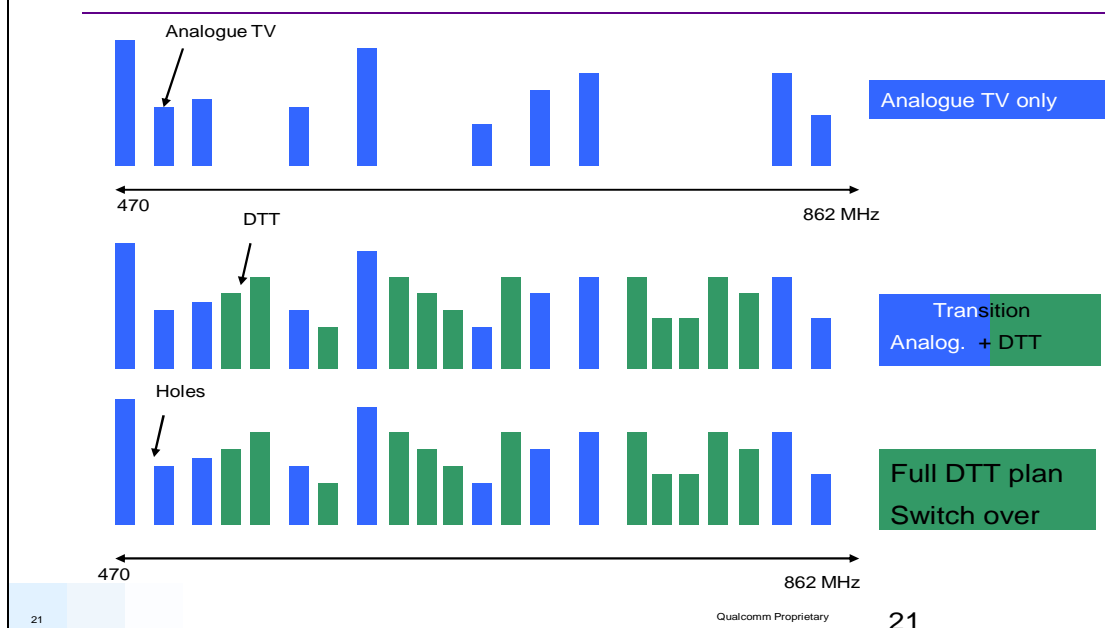 Analogue TV
Analogue TV only
470
862 MHz
DTT
Transition
Analog. + DTT
Holes
Full DTT plan
Switch over
470
862 MHz
21
Qualcomm Proprietary
21